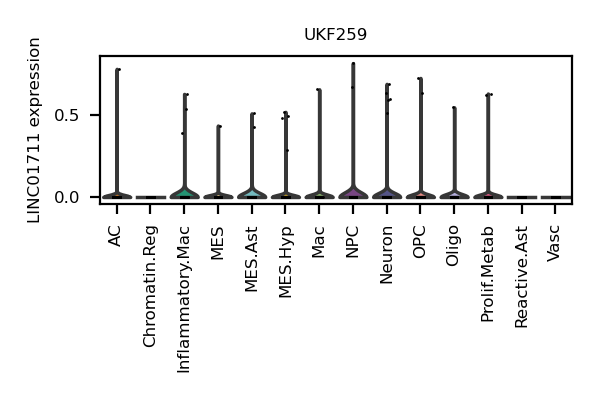 UKF259
LINC01711 expression
0.5
0.0
AC
Chromatin.Reg
Inflammatory.Mac
MES
MES.Ast
MES.Hyp
Mac
NPC
Neuron
OPC
Oligo
Prolif.Metab
Reactive.Ast
Vasc